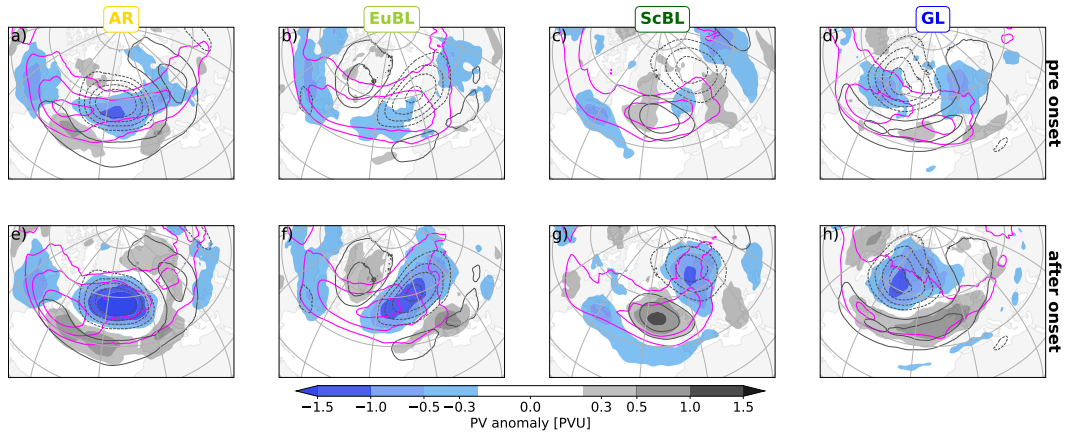 AR EuBL ScBL GL
a) b) c) d)
pre onset
e) f) g) h)
after onset
−1.5 −1.0 −0.5 −0.3 0.0 0.3 0.5 1.0 1.5
PV anomaly [PVU]